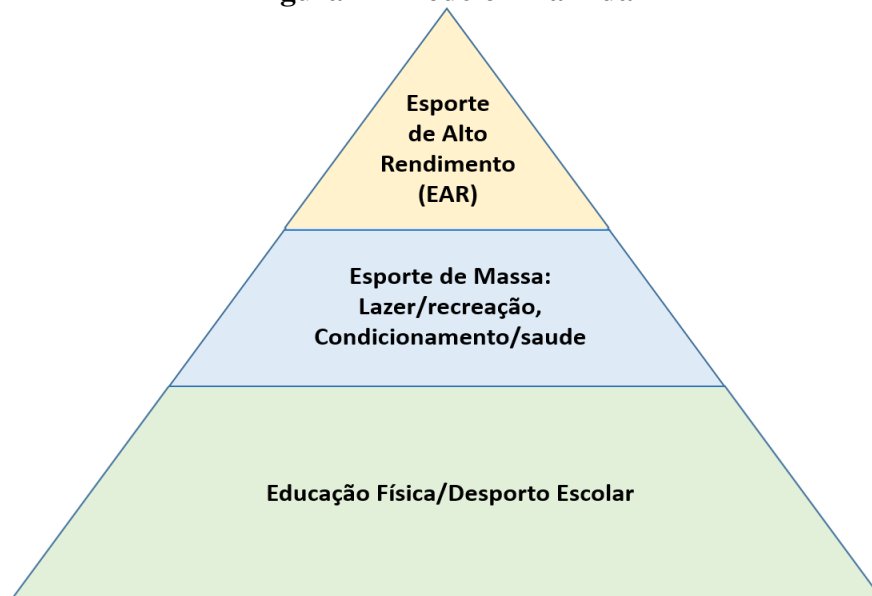 Esporte
de Alto
Rendimento
(EAR)
Esporte de Massa:
Lazer/recreação,
Condicionamento/saude
Educação Física/Desporto Escolar